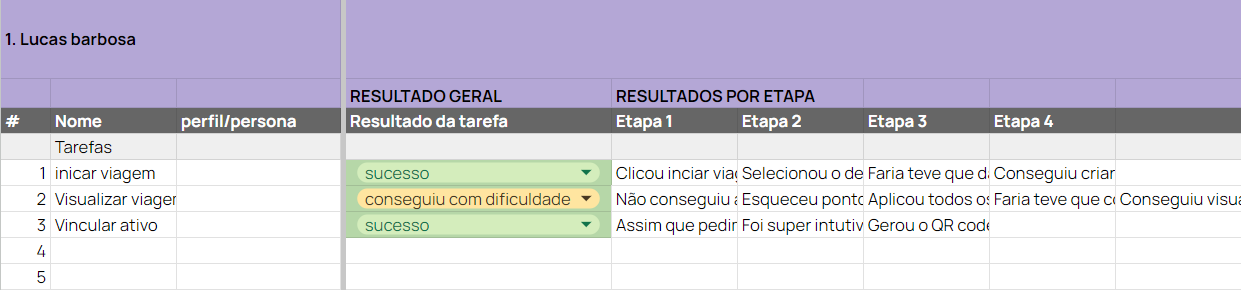 1. Lucas barbosa
RESULTADO GERAL RESULTADOS POR ETAPA
# Nome perfil/persona Resultado da tarefa Etapa 1 Etapa 2 Etapa 3 Etapa 4
Tarefas
1 inicar viagem sucesso Clicou inciar viag Selecionou o de Faria teve que da Conseguiu criar
2 Visualizar viager conseguiu com dificuldade Não conseguiu a Esqueceu ponto Aplicou todos os Faria teve que co Conseguiu visua
3 Vincular ativo sucesso Assim que pedir Foi super intutiv Gerou o QR code
4
5